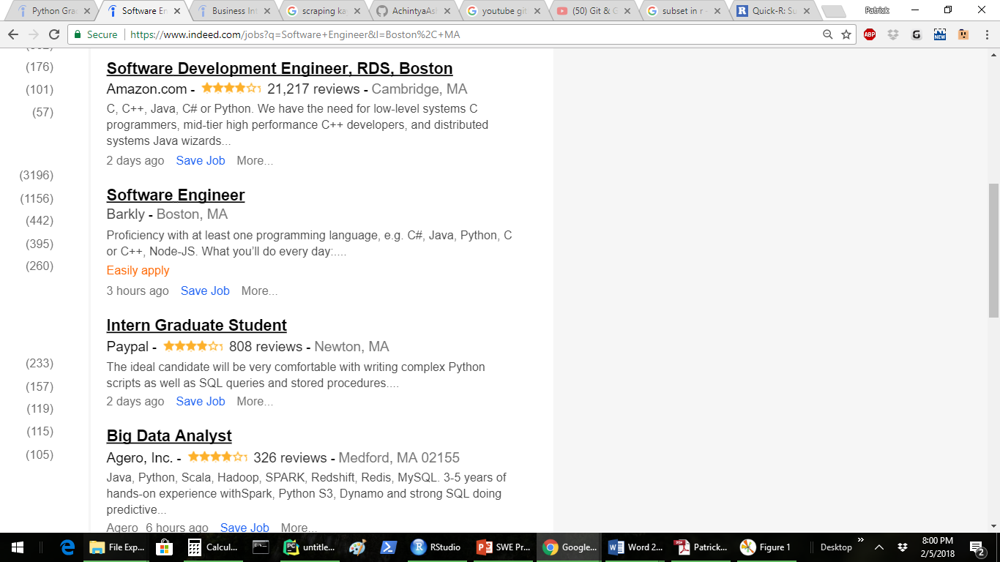 Python Gra
Software En
Business Int
scraping ka
AchintyaAsh
youtube git
(50) Git & G
subset in r -
Quick-R: Su
Patrick
Secure
https://www.indeed.com/jobs?q=Software+Engineer&l=Boston%2C+MA
ABP
G
NEW
(176)
(101)
(57)
(3196)
(1156)
(442)
(395)
(260)
(233)
(157)
(119)
(115)
(105)
Software Development Engineer, RDS, Boston
Amazon.com - 21,217 reviews - Cambridge, MA
C, C++, Java, C# or Python. We have the need for low-level systems C
programmers, mid-tier high performance C++ developers, and distributed
systems Java wizards...
2 days ago Save Job More...
Software Engineer
Barkly - Boston, MA
Proficiency with at least one programming language, e.g. C#, Java, Python, C
or C++, Node-JS. What you’ll do every day:....
Easily apply
3 hours ago Save Job More...
Intern Graduate Student
Paypal - 808 reviews - Newton, MA
The ideal candidate will be very comfortable with writing complex Python
scripts as well as SQL queries and stored procedures....
2 days ago Save Job More...
Big Data Analyst
Agero, Inc. - 326 reviews - Medford, MA 02155
Java, Python, Scala, Hadoop, SPARK, Redshift, Redis, MySQL. 3-5 years of
hands-on experience withSpark, Python S3, Dynamo and strong SQL doing
predictive...
Agero 6 hours ago Save Job More...
File Exp...
Calcul...
untitle...
RStudio
SWE Pr...
Google...
Word 2...
Patrick...
Figure 1
Desktop
8:00 PM
2/5/2018
2